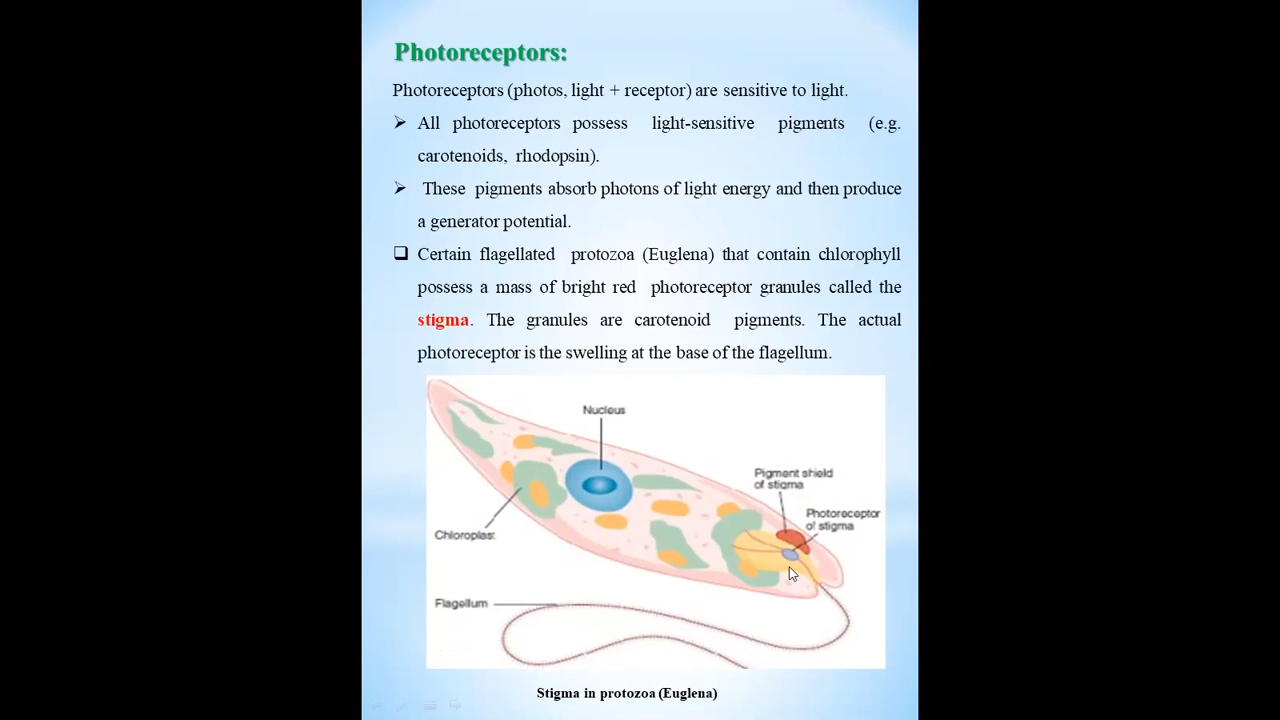 Photoreceptors:
Photoreceptors (photos, light + receptor) are sensitive to light.
➢ All photoreceptors possess light-sensitive pigments (e.g.
carotenoids, rhodopsin).
➢ These pigments absorb photons of light energy and then produce
a generator potential.
❑ Certain flagellated protozoa (Euglena) that contain chlorophyll
possess a mass of bright red photoreceptor granules called the
stigma. The granules are carotenoid pigments. The actual
photoreceptor is the swelling at the base of the flagellum.
Nucleus
Pigment shield
of stigma
Photoreceptor
of stigma
Chloroplast
Flagellum
Stigma in protozoa (Euglena)